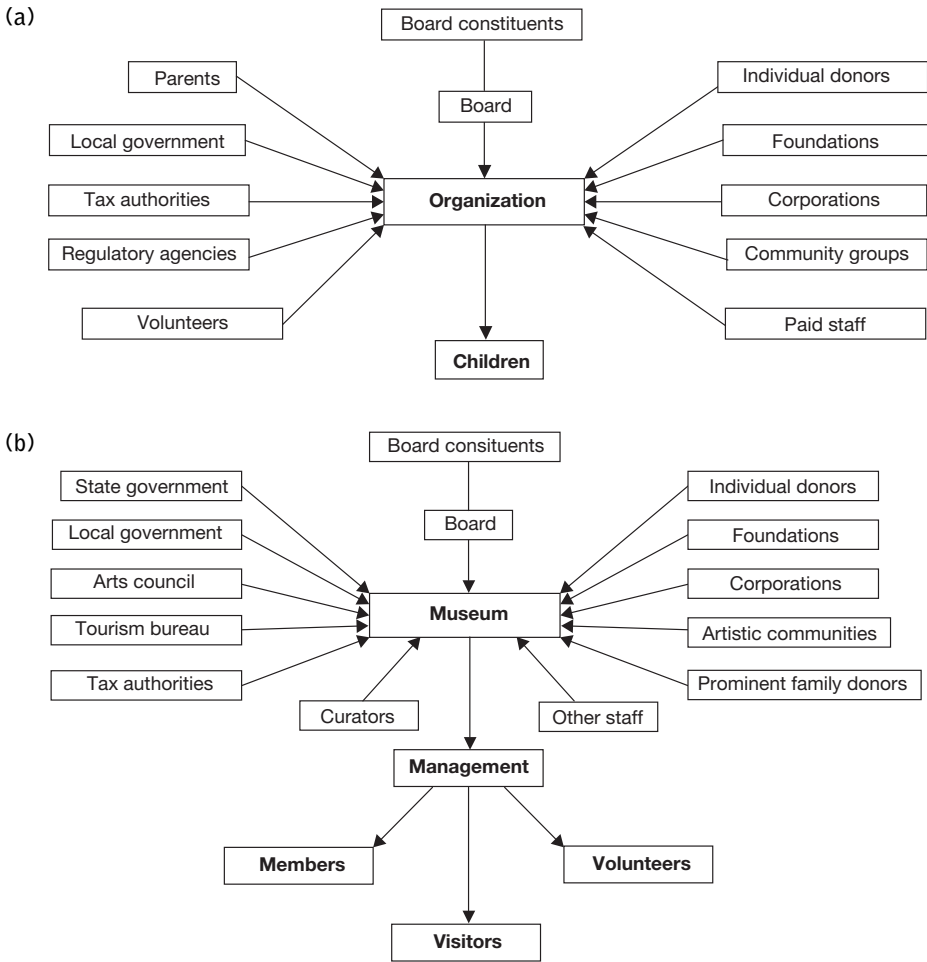 (a)
Board constituents
Parents
Individual donors
Board
Local government
Foundations
Tax authorities
Organization
Corporations
Regulatory agencies
Community groups
Volunteers
Paid staff
Children
(b)
Board consituents
State government
Individual donors
Local government
Board
Foundations
Arts council
Corporations
Museum
Tourism bureau
Artistic communities
Tax authorities
Prominent family donors
Curators
Other staff
Management
Members
Volunteers
Visitors